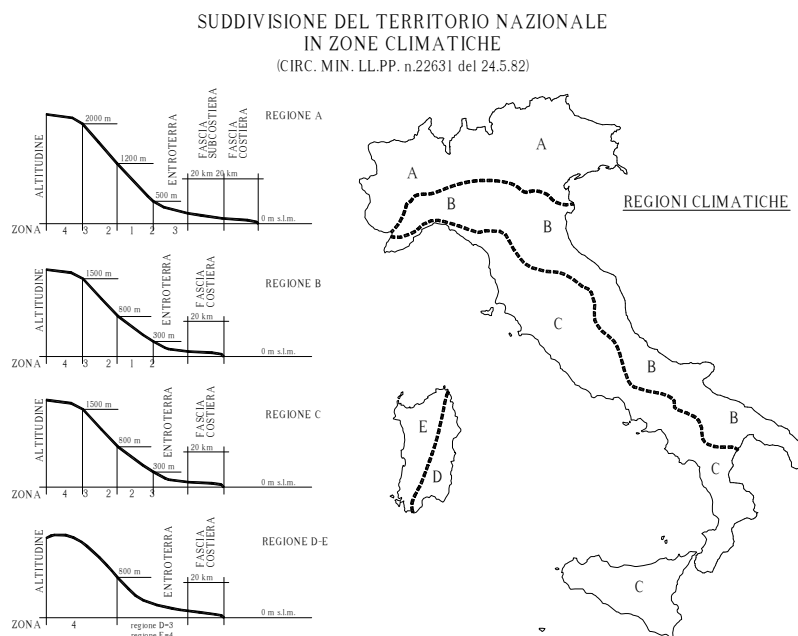 SUDDIVISIONE DEL TERRITORIO NAZIONALE
IN ZONE CLIMATICHE
(CIRC. MIN. LL.PP. n.22631 del 24.5.82)
REGIONE A
ALTITUDINE
2000 m
1200 m
500 m
ENTROTERRA
FASCIA
SUBCOSTIERA
FASCIA
COSTIERA
20 km 20 km
0 m s.l.m.
ZONA 4 3 2 1 2 3
REGIONE B
ALTITUDINE
1500 m
800 m
300 m
ENTROTERRA
FASCIA
COSTIERA
20 km
0 m s.l.m.
ZONA 4 3 2 1 2
REGIONE C
ALTITUDINE
1500 m
800 m
300 m
ENTROTERRA
FASCIA
COSTIERA
20 km
0 m s.l.m.
ZONA 4 3 2 2 3
REGIONE D-E
ALTITUDINE
800 m
ENTROTERRA
FASCIA
COSTIERA
20 km
0 m s.l.m.
ZONA 4
regione D=3
regione E=4
REGIONI CLIMATICHE
A
A
B
B
C
B
B
C
E
D
C